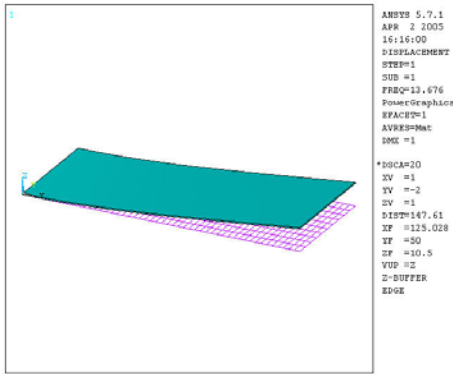 1
ANSYS 5.7.1
APR 2 2005
16:16:00
DISPLACEMENT
STEP=1
SUB =1
FREQ=13.676
PowerGraphics
EFACET=1
AVRES=Mat
DMX =1
*DSCA=20
XV =1
YV =-2
ZV =1
DIST=147.61
XF =125.028
YF =50
ZF =10.5
VUP =Z
Z-BUFFER
EDGE
Z